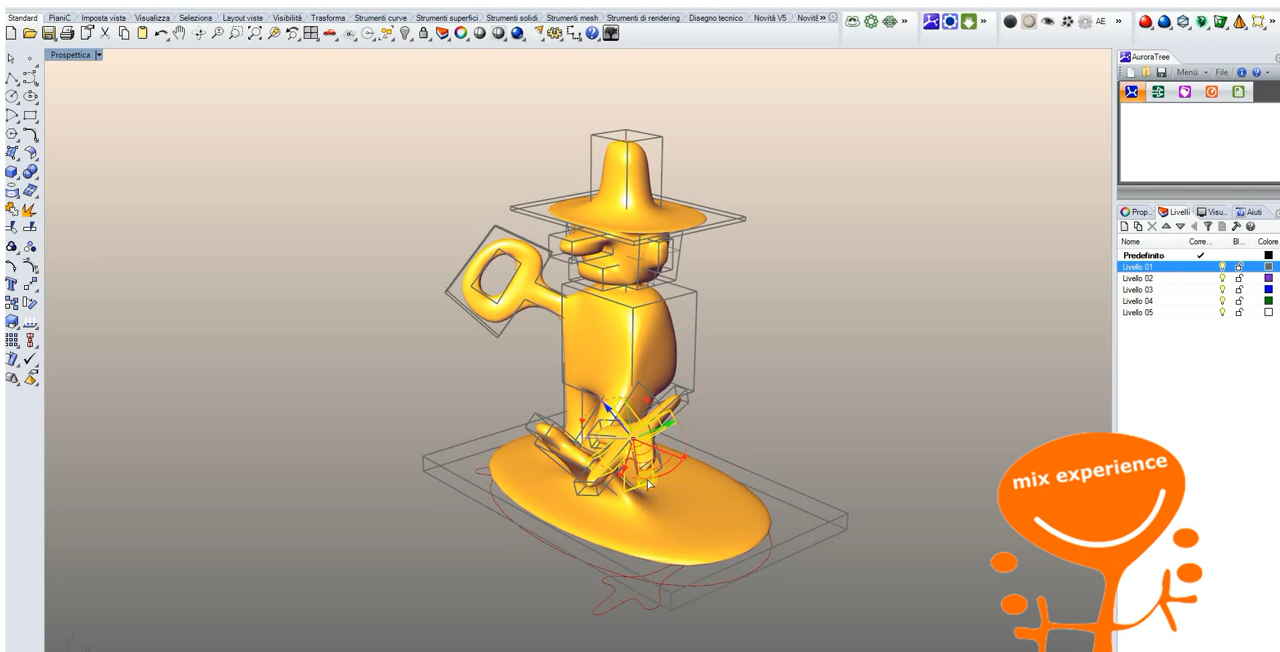 Standard PianiC Imposta vista Visualizza Seleziona Layout viste Visibilità Trasforma Strumenti curve Strumenti superfici Strumenti solidi Strumenti mesh Strumenti di rendering Disegno tecnico Novità V5
AE
Prospettica
AuroraTree
Menù File
Prop... Livelli Visu... Aiuti
Nome Corre... Bl... Colore
Predefinito
Livello 01
Livello 02
Livello 03
Livello 04
Livello 05
mix experience